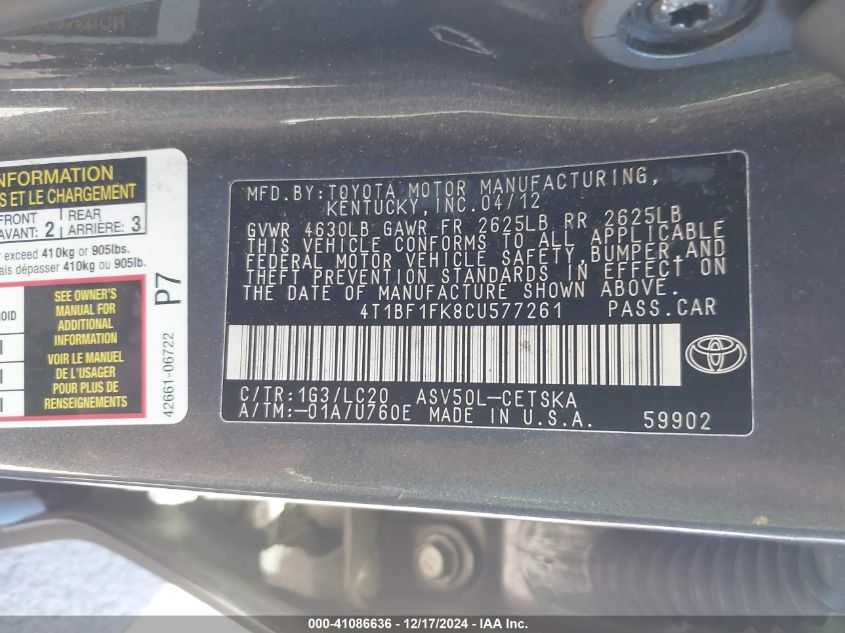 NFORMATION
S ET LE CHARGEMENT
FRONT
AVANT: 2
REAR
ARRIÈRE: 3
exceed 410kg or 905lbs.
ais dépasser 410kg ou 905lb.
SEE OWNER'S
MANUAL FOR
ADDITIONAL
INFORMATION
VOIR LE MANUEL
DE L'USAGER
POUR PLUS DE
RENSEIGNEMENTS
P7
42661-06722
MFD.BY:TOYOTA MOTOR MANUFACTURING,
KENTUCKY, INC.04/12
GVWR 4630LB GAWR FR 2625LB RR 2625LB
THIS VEHICLE CONFORMS TO ALL APPLICABLE
FEDERAL MOTOR VEHICLE SAFETY,BUMPER,AND
THEFT PREVENTION STANDARDS IN EFFECT ON
THE DATE OF MANUFACTURE SHOWN ABOVE.
4T1BF1FK8CU577261 PASS.CAR
C/TR:1G3/LC20 ASV50L-CETSKA
A/TM:-01A/U760E MADE IN U.S.A. 59902
000-41086636 - 12/17/2024 - IAA Inc.